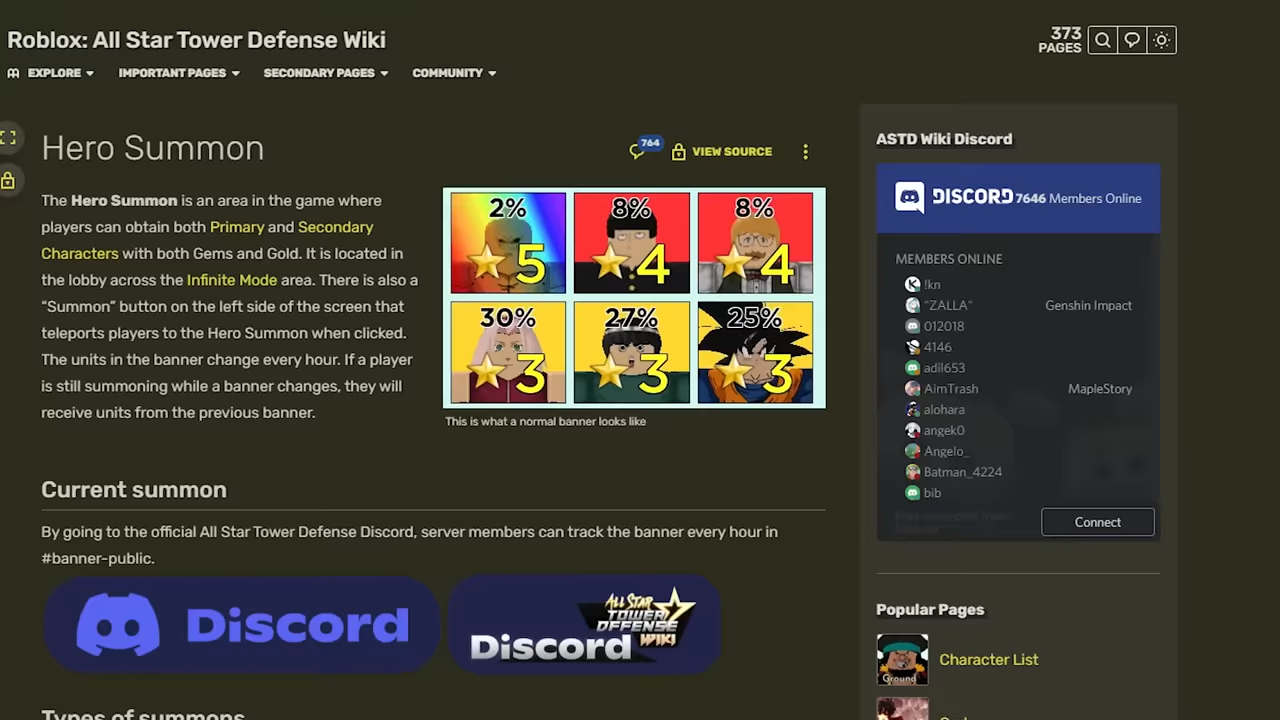 Roblox: All Star Tower Defense Wiki
373
PAGES
EXPLORE
IMPORTANT PAGES
SECONDARY PAGES
COMMUNITY
Hero Summon
764
VIEW SOURCE
The Hero Summon is an area in the game where
players can obtain both Primary and Secondary
Characters with both Gems and Gold. It is located in
the lobby across the Infinite Mode area. There is also a
“Summon” button on the left side of the screen that
teleports players to the Hero Summon when clicked.
The units in the banner change every hour. If a player
is still summoning while a banner changes, they will
receive units from the previous banner.
2%
8%
8%
5
4
4
30%
27%
25%
3
3
3
This is what a normal banner looks like
Current summon
By going to the official All Star Tower Defense Discord, server members can track the banner every hour in
#banner-public.
Discord
ALL STAR
TOWER
DEFENSE
WIKI
Discord
Types of summons
ASTD Wiki Discord
DISCORD 7646 Members Online
MEMBERS ONLINE
!kn
"ZALLA" Genshin Impact
012018
4146
adil653
AimTrash MapleStory
alohara
angek0
Angelo_
Batman_4224
bib
Connect
Popular Pages
Ground
Character List